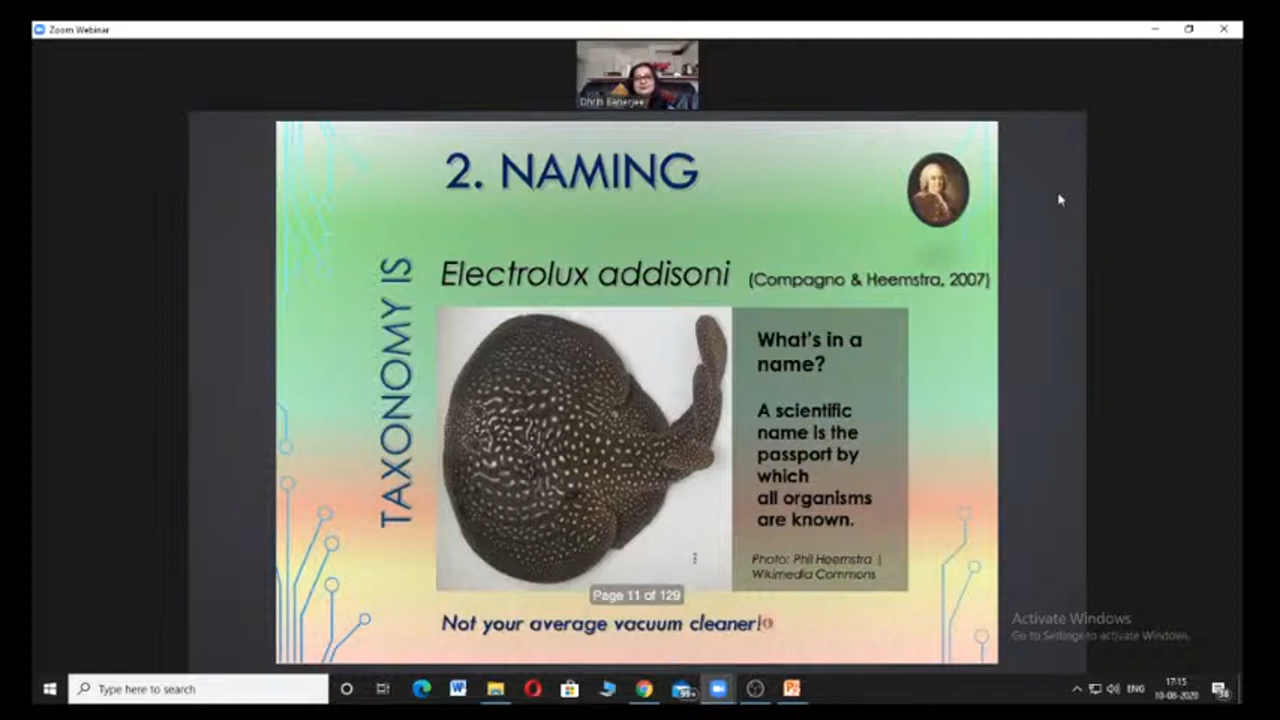 Zoom Webinar
Dhriti Banerjee
2. NAMING
TAXONOMY IS
Electrolux addisoni (Compagno & Heemstra, 2007)
What's in a
name?
A scientific
name is the
passport by
which
all organisms
are known.
Photo: Phil Heemstra |
Wikimedia Commons
Page 11 of 129
Not your average vacuum cleaner!
Activate Windows
Go to Settings to activate Windows.
Type here to search
99+
ENG
17:15
10-08-2020